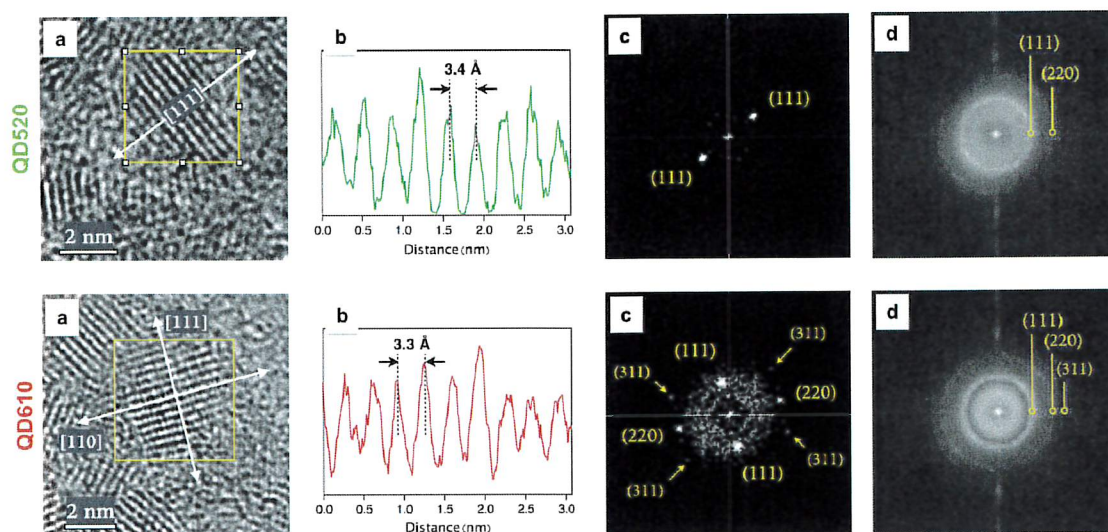 QD520
a
[111]
2 nm
b
3.4 Å
0.0 0.5 1.0 1.5 2.0 2.5 3.0
Distance(nm)
c
(111)
(111)
d
(111)
(220)
QD610
a
[111]
[110]
2 nm
b
3.3 Å
0.0 0.5 1.0 1.5 2.0 2.5 3.0
Distance(nm)
c
(311)
(111)
(311)
(220)
(220)
(111)
(311)
(311)
d
(111)
(220)
(311)